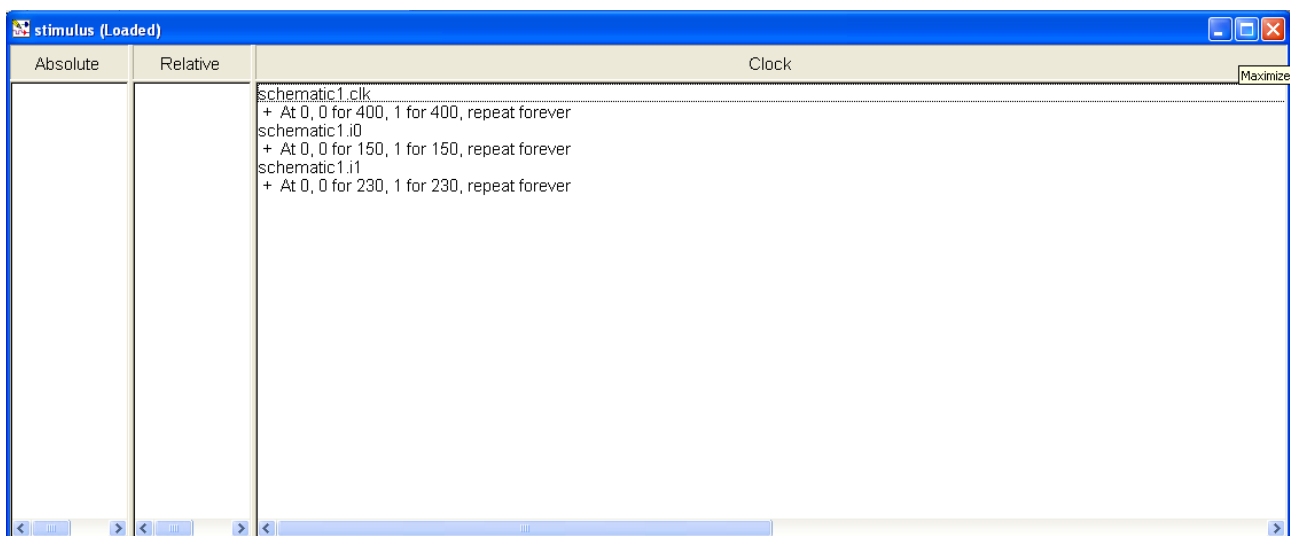 stimulus (Loaded)
Absolute
Relative
Clock
Maximize
schematic1.clk
+ At 0, 0 for 400, 1 for 400, repeat forever
schematic1.i0
+ At 0, 0 for 150, 1 for 150, repeat forever
schematic1.i1
+ At 0, 0 for 230, 1 for 230, repeat forever